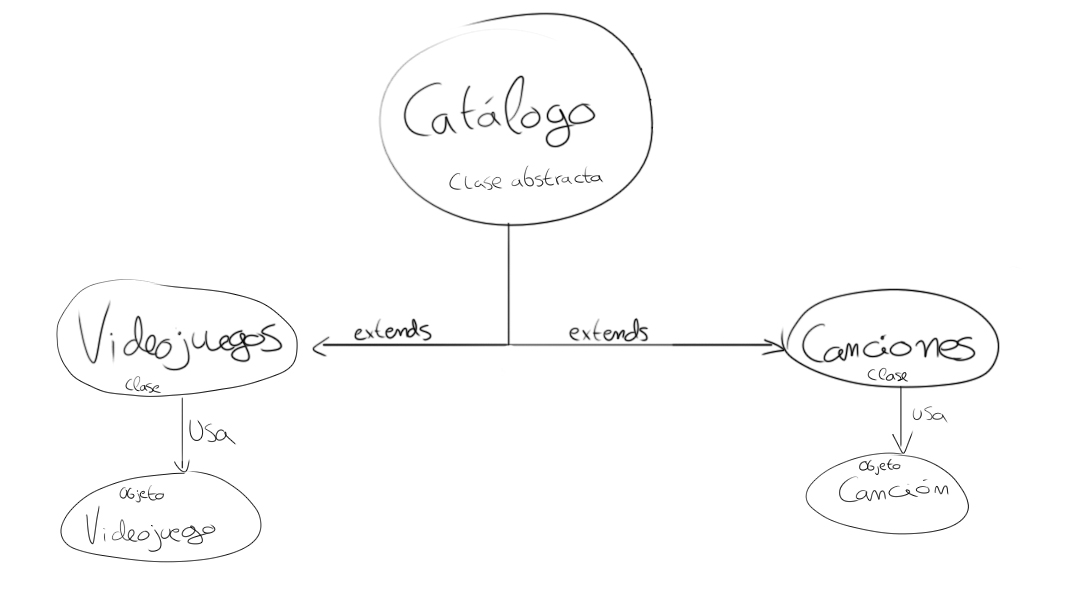 Catálogo
Clase abstracta
extends
extends
Videojuegos
Clase
Canciones
Clase
Usa
usa
Objeto
Videojuego
Objeto
Canción